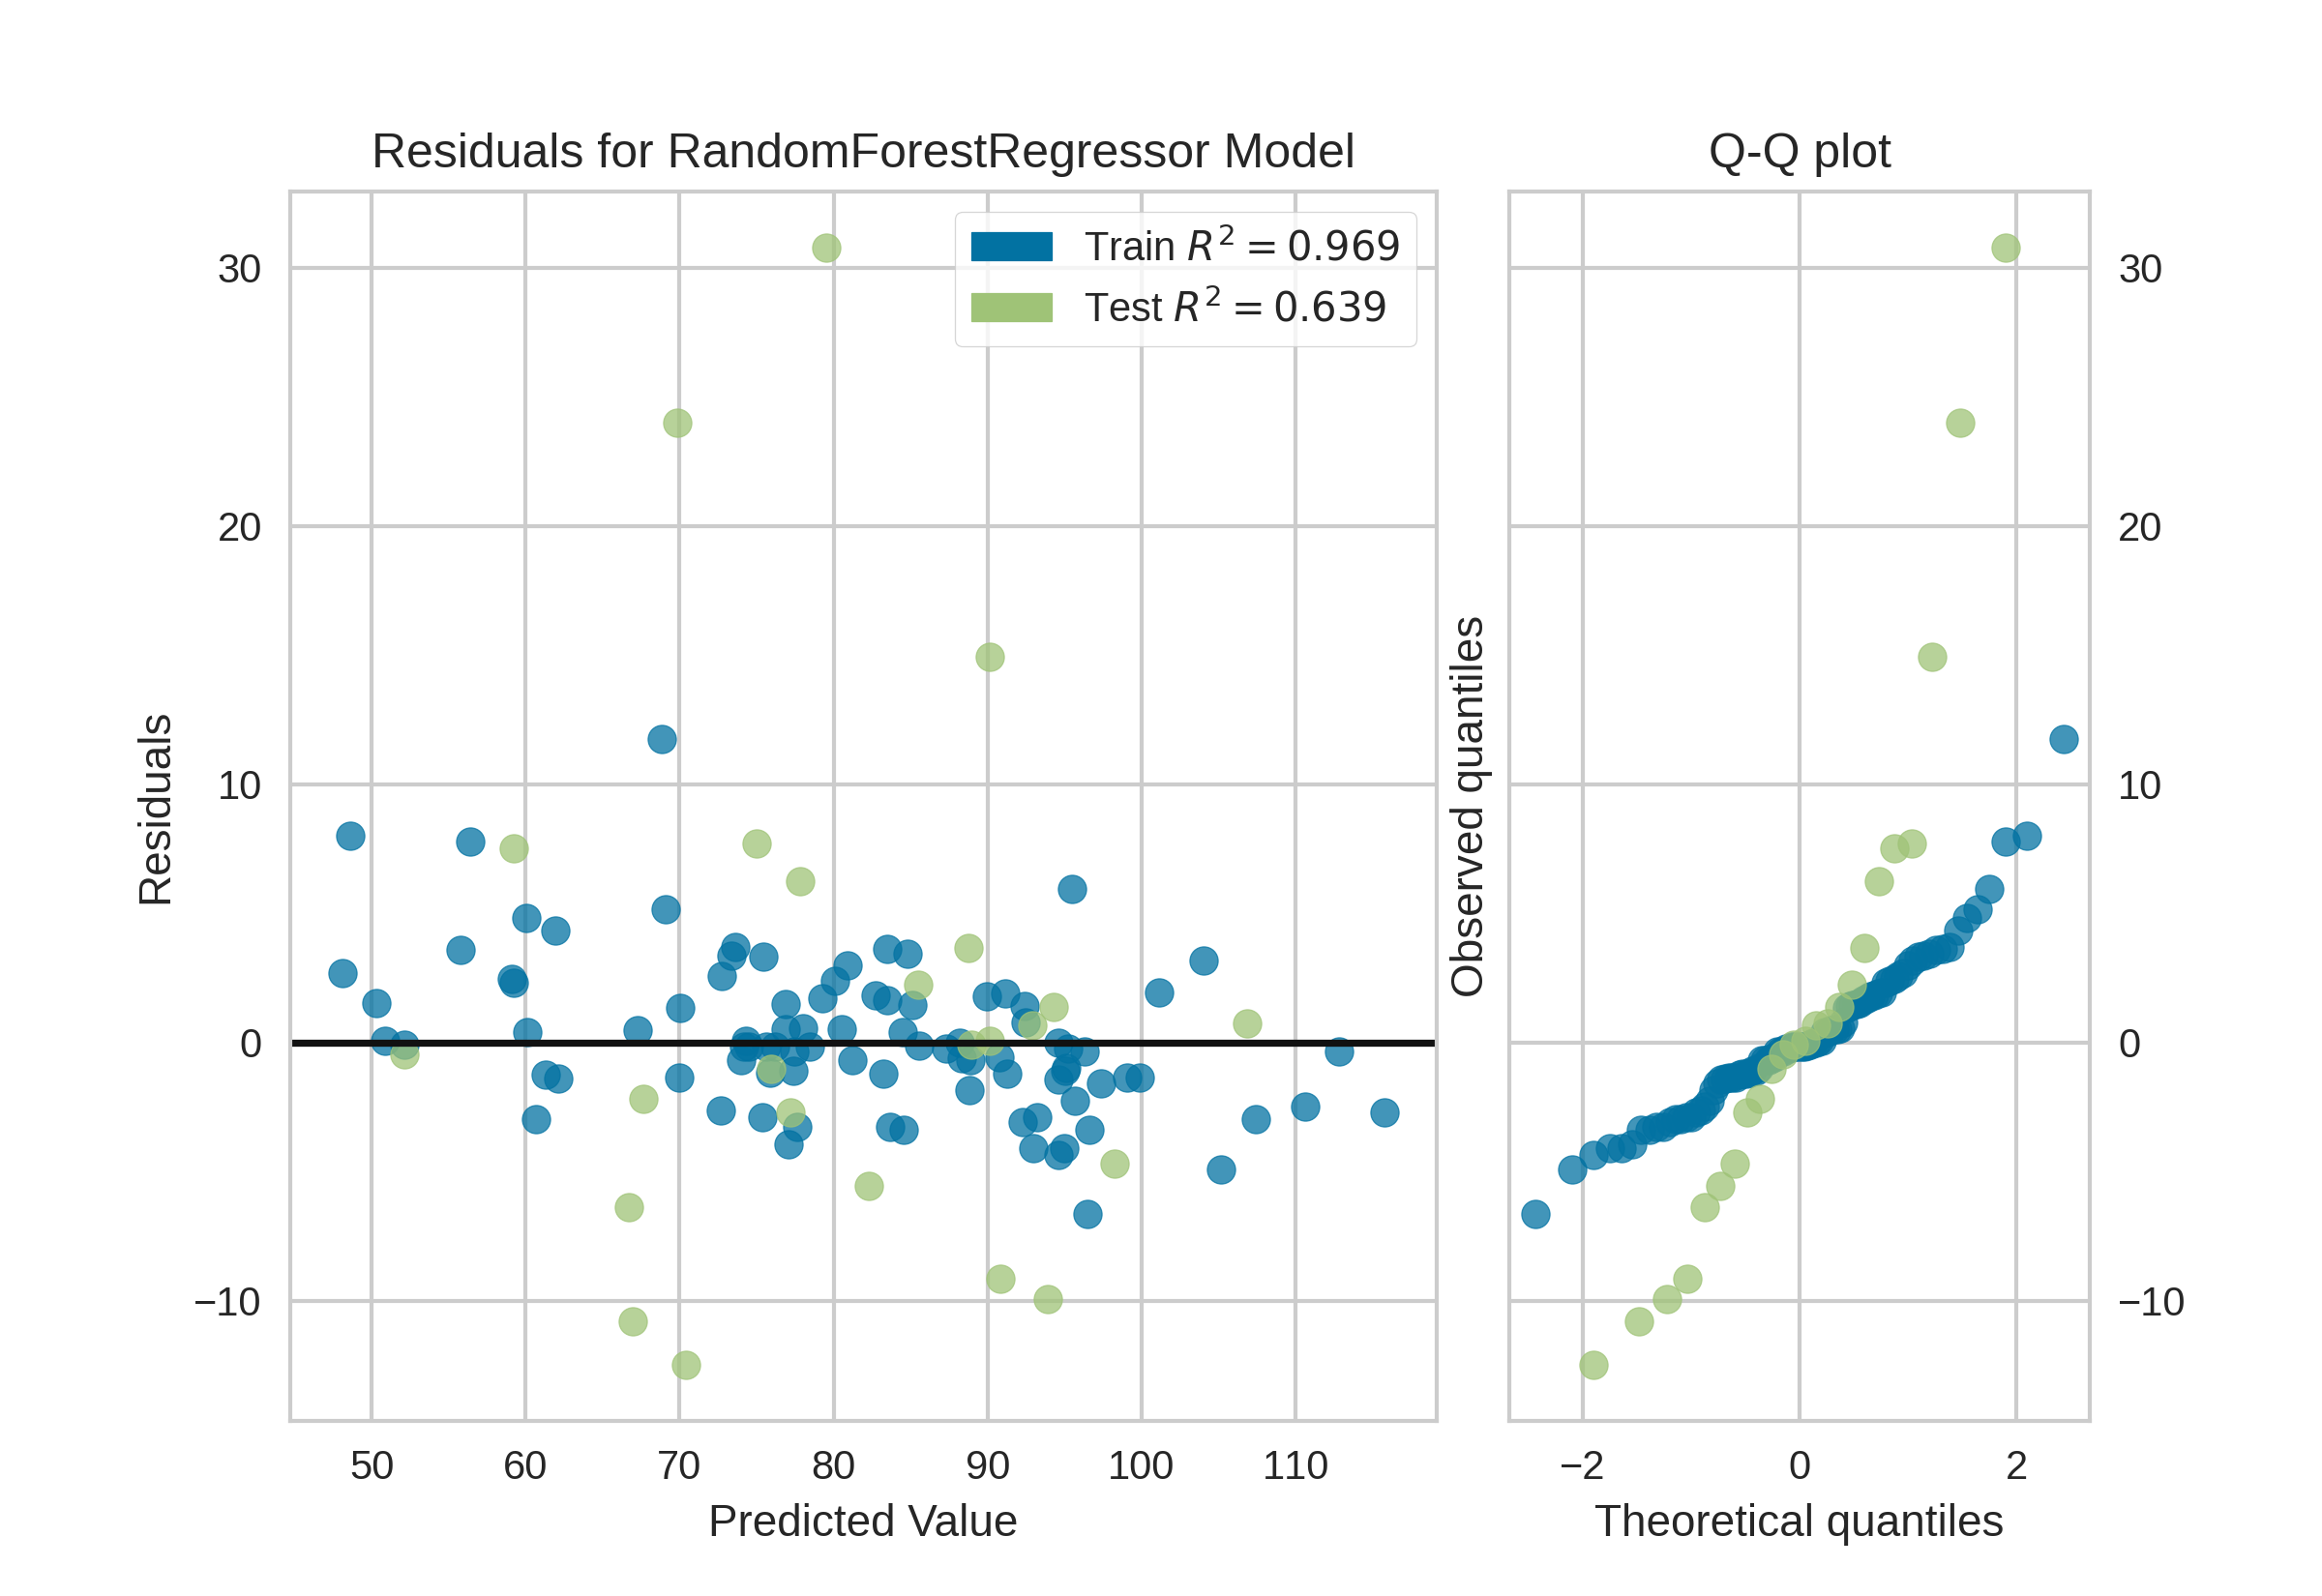 Residuals for RandomForestRegressor Model
Q-Q plot
Train R² = 0.969
Test R² = 0.639
Residuals
30
20
10
0
−10
50 60 70 80 90 100 110
Predicted Value
Observed quantiles
30
20
10
0
−10
−2 0 2
Theoretical quantiles